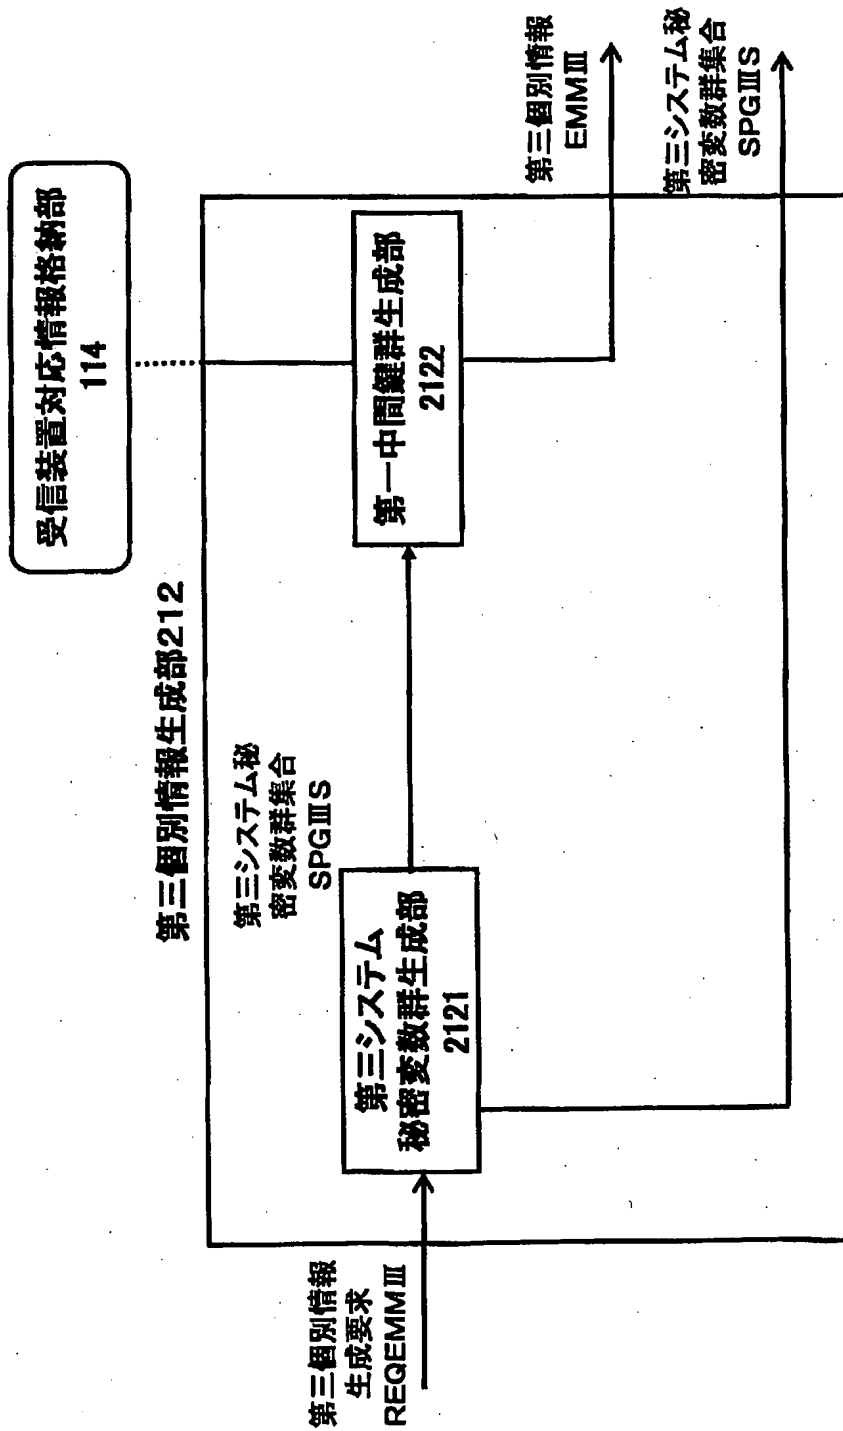 受信装置対応情報格納部
114
第三個別情報生成部212
第三個別情報
生成要求
REQEMMⅢ
第三システム
秘密変数群生成部
2121
第三システム秘
密変数群集合
SPGⅢS
第一中間鍵群生成部
2122
第三個別情報
EMMⅢ
第三システム秘
密変数群集合
SPGⅢS